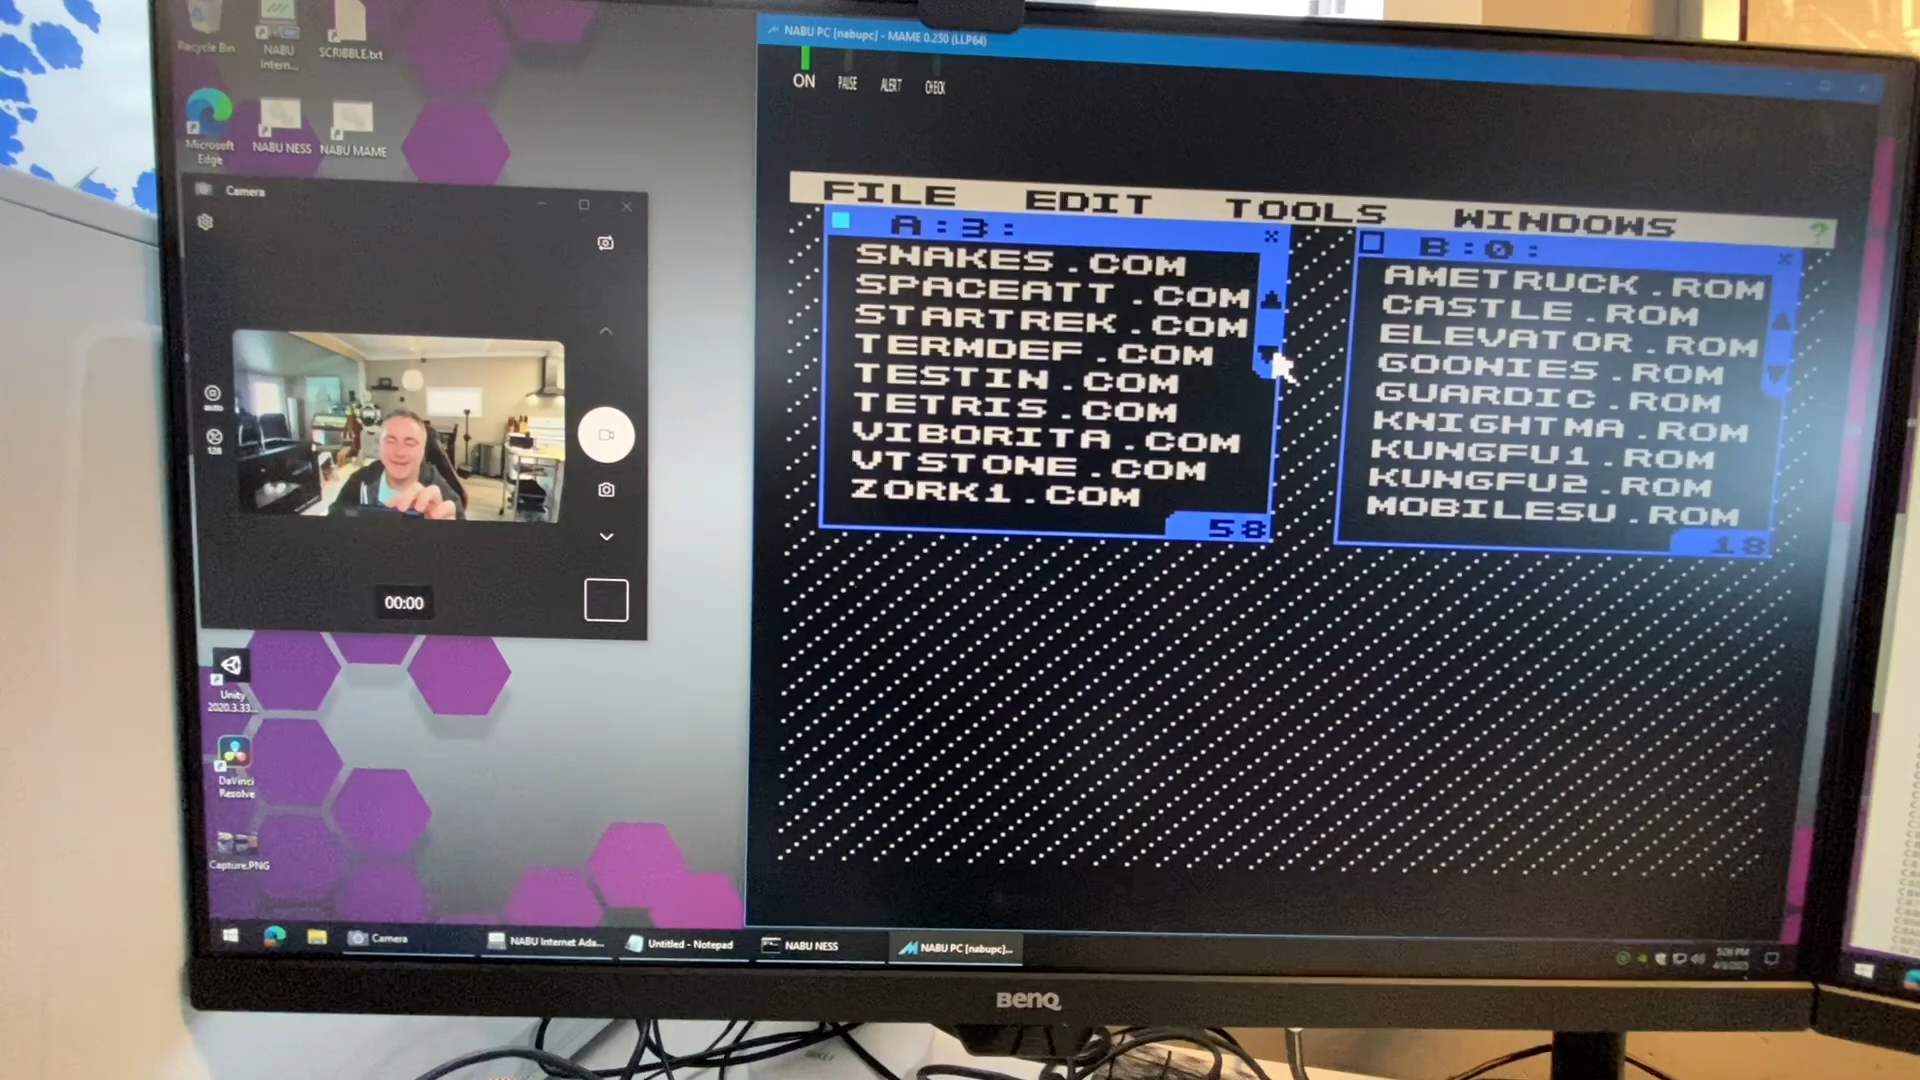 Recycle Bin
NABU Intern...
SCRIBBLE.txt
Microsoft Edge
NABU NESS
NABU MAME
Camera
auto
128
00:00
Unity 2020.3.33...
DaVinci Resolve
Capture.PNG
NABU PC [nabupc] - MAME 0.250 (LLP64)
ON
PAUSE
ALERT
CHECK
FILE EDIT TOOLS WINDOWS ?
A:3: x
SNAKES.COM
SPACEATT.COM
STARTREK.COM
TERMDEF.COM
TESTIN.COM
TETRIS.COM
VIBORITA.COM
VTSTONE.COM
ZORK1.COM
58
B:0: x
AMETRUCK.ROM
CASTLE.ROM
ELEVATOR.ROM
GOONIES.ROM
GUARDIC.ROM
KNIGHTMA.ROM
KUNGFU1.ROM
KUNGFU2.ROM
MOBILESU.ROM
18
Camera
NABU Internet Ada...
Untitled - Notepad
NABU NESS
NABU PC [nabupc]...
BenQ